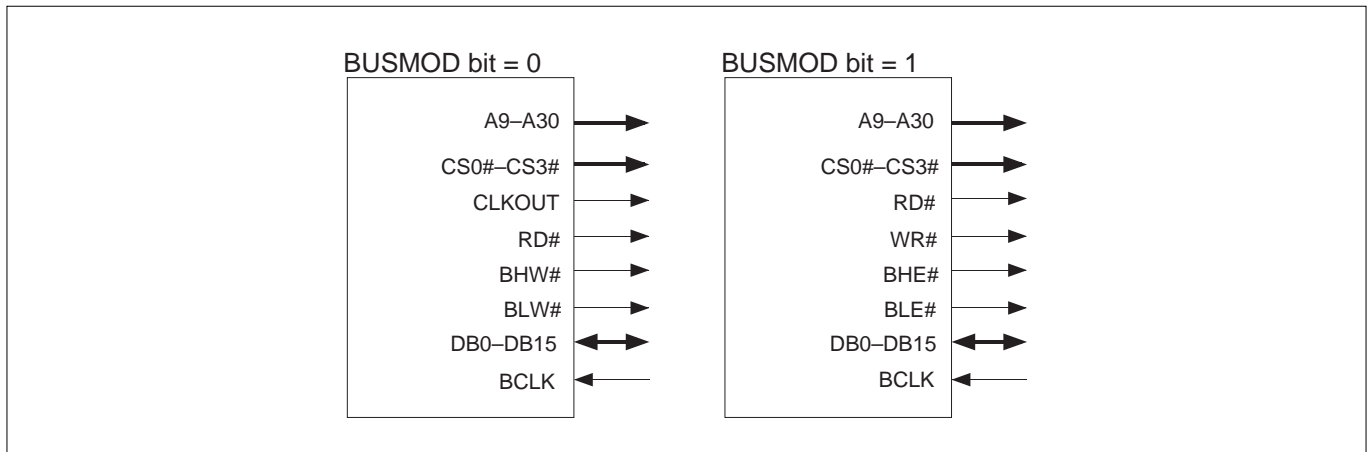 BUSMOD bit = 0
A9–A30
CS0#–CS3#
CLKOUT
RD#
BHW#
BLW#
DB0–DB15
BCLK
BUSMOD bit = 1
A9–A30
CS0#–CS3#
RD#
WR#
BHE#
BLE#
DB0–DB15
BCLK